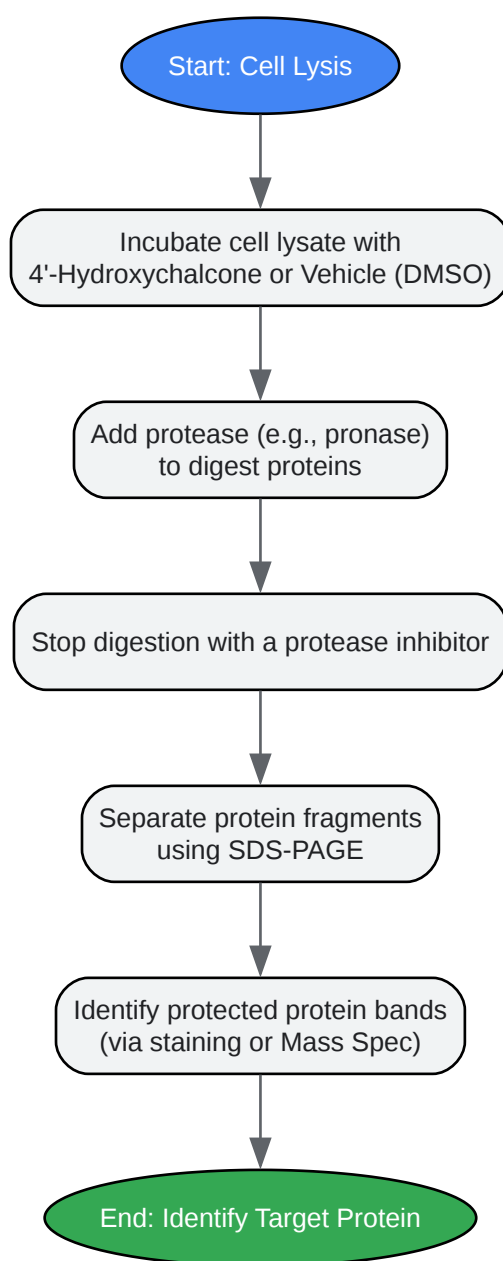 Start: Cell Lysis
Incubate cell lysate with
4'-Hydroxychalcone or Vehicle (DMSO)
Add protease (e.g., pronase)
to digest proteins
Stop digestion with a protease inhibitor
Separate protein fragments
using SDS-PAGE
Identify protected protein bands
(via staining or Mass Spec)
End: Identify Target Protein